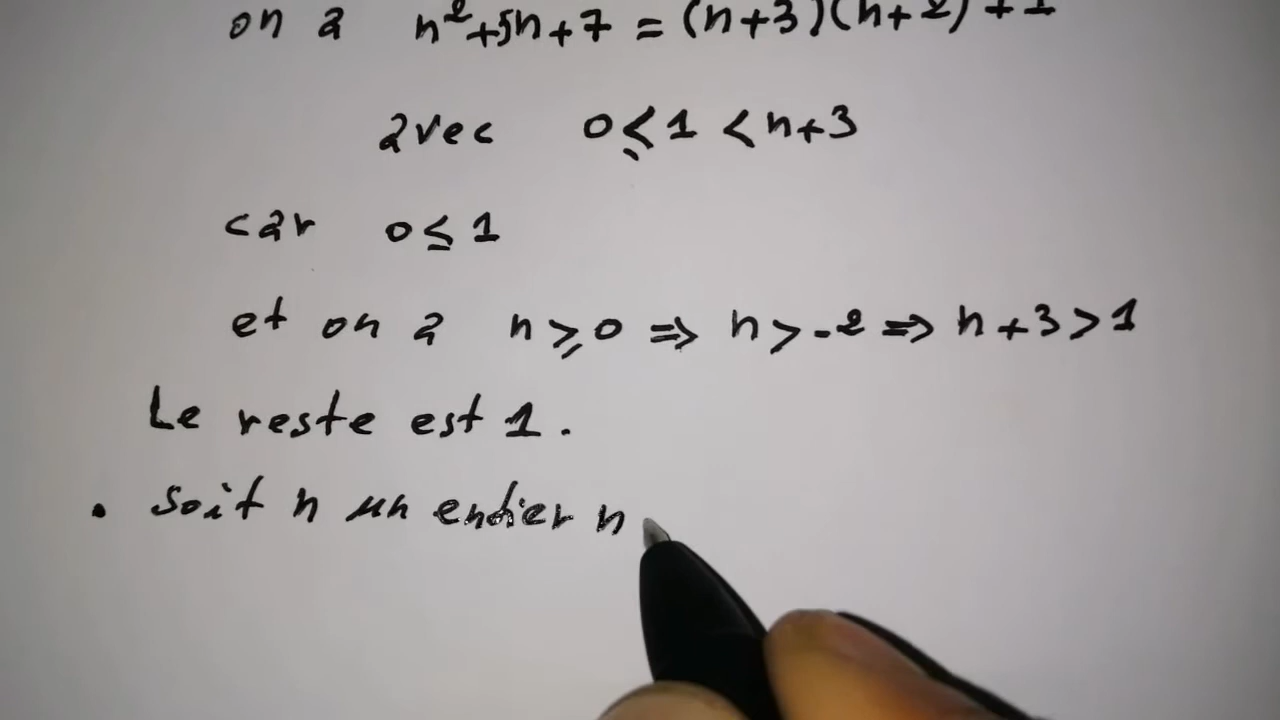 on a n²+5n+7 = (n+3)(n+2)+1
avec 0⩽1<n+3
car 0≤1
et on a n⩾0 ⇒ n>-2 ⇒ n+3>1
Le reste est 1.
• soit n un entier n